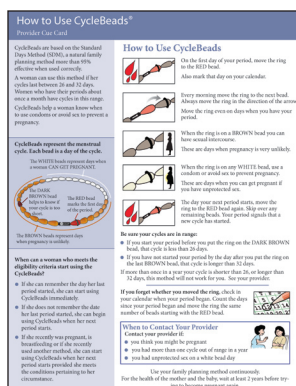 How to Use CycleBeads®
Provider Cue Card
CycleBeads are based on the Standard
Days Method (SDM), a natural family
planning method more than 95%
effective when used correctly.
A woman can use this method if her
cycles last between 26 and 32 days.
Women who have their periods about
once a month have cycles in this range.
CycleBeads help a woman know when
to use condoms or avoid sex to prevent a
pregnancy.
CycleBeads represent the menstrual
cycle. Each bead is a day of the cycle.
The WHITE beads represent days when
a woman CAN GET PREGNANT.
The DARK
BROWN bead
helps to know if
your cycle is too
short.
The RED bead
marks the first day
of the period.
The BROWN beads represent days
when pregnancy is unlikely.
When can a woman who meets the
eligibility criteria start using the
CycleBeads?
If she can remember the day her last
period started, she can start using
CycleBeads immediately.
If she does not remember the date
her last period started, she can begin
using CycleBeads when her next
period starts.
If she recently was pregnant, is
breastfeeding or if she recently
used another method, she can start
using CycleBeads when her next
period starts provided she meets
the conditions pertaining to her
circumstance.
How to Use CycleBeads
On the first day of your period, move the ring
to the RED bead.
Also mark that day on your calendar.
Every morning move the ring to the next bead.
Always move the ring in the direction of the arrow.
Move the ring even on days when you have your
period.
When the ring is on a BROWN bead you can
have sexual intercourse.
These are days when pregnancy is very unlikely.
When the ring is on any WHITE bead, use a
condom or avoid sex to prevent pregnancy.
These are days when you can get pregnant if
you have unprotected sex.
The day your next period starts, move the
ring to the RED bead again. Skip over any
remaining beads. Your period signals that a
new cycle has started.
Be sure your cycles are in range:
If you start your period before you put the ring on the DARK BROWN
bead, that cycle is less than 26 days.
If you have not started your period by the day after you put the ring on
the last BROWN bead, that cycle is longer than 32 days.
If more than once in a year your cycle is shorter than 26, or longer than
32 days, this method will not work for you. See your provider.
If you forget whether you moved the ring, check in
your calendar when your period began. Count the days
since your period began and move the ring the same
number of beads starting with the RED bead.
When to Contact Your Provider
Contact your provider if:
you think you might be pregnant
you had more than one cycle out of range in a year
you had unprotected sex on a white bead day
Use your family planning method continuously.
For the health of the mother and the baby, wait at least 2 years before try-
ing to become pregnant again.